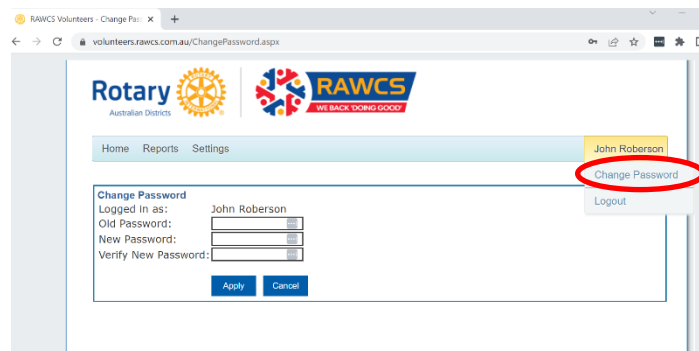 RAWCS Volunteers - Change Pas
volunteers.rawcs.com.au/ChangePassword.aspx
Rotary
Australian Districts
RAWCS
WE BACK 'DOING GOOD'
Home Reports Settings John Roberson
Change Password
Logout
Change Password
Logged In as: John Roberson
Old Password:
New Password:
Verify New Password:
Apply Cancel